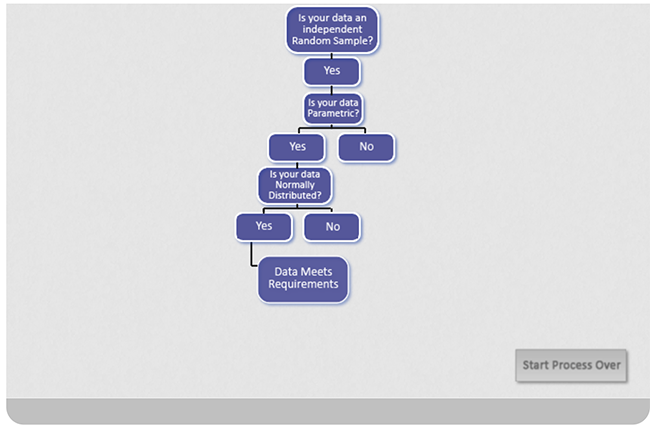 Is your data an
independent
Random Sample?
Yes
Is your data
Parametric?
Yes
No
Is your data
Normally
Distributed?
Yes
No
Data Meets
Requirements
Start Process Over